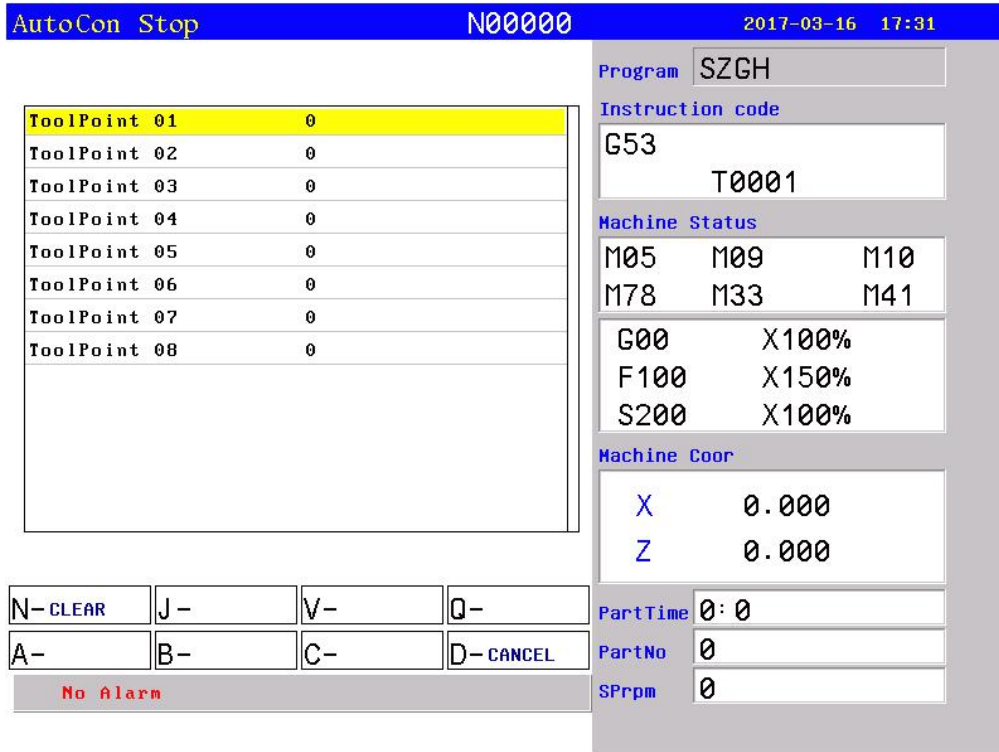 AutoCon Stop N00000 2017-03-16 17:31
ToolPoint 01 0
ToolPoint 02 0
ToolPoint 03 0
ToolPoint 04 0
ToolPoint 05 0
ToolPoint 06 0
ToolPoint 07 0
ToolPoint 08 0
N-CLEAR J- V- Q-
A- B- C- D-CANCEL
No Alarm
Program SZGH
Instruction code
G53
T0001
Machine Status
M05 M09 M10
M78 M33 M41
G00 X100%
F100 X150%
S200 X100%
Machine Coor
X 0.000
Z 0.000
PartTime 0: 0
PartNo 0
SPrpm 0